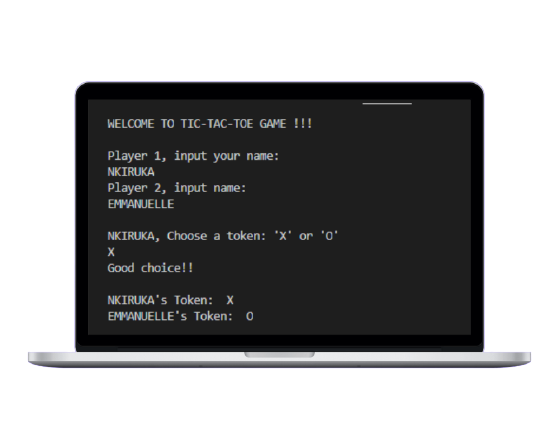 WELCOME TO TIC-TAC-TOE GAME !!!
Player 1, input your name:
NKIRUKA
Player 2, input name:
EMMANUELLE
NKIRUKA, Choose a token: 'X' or 'O'
X
Good choice!!
NKIRUKA's Token:  X
EMMANUELLE's Token:  O